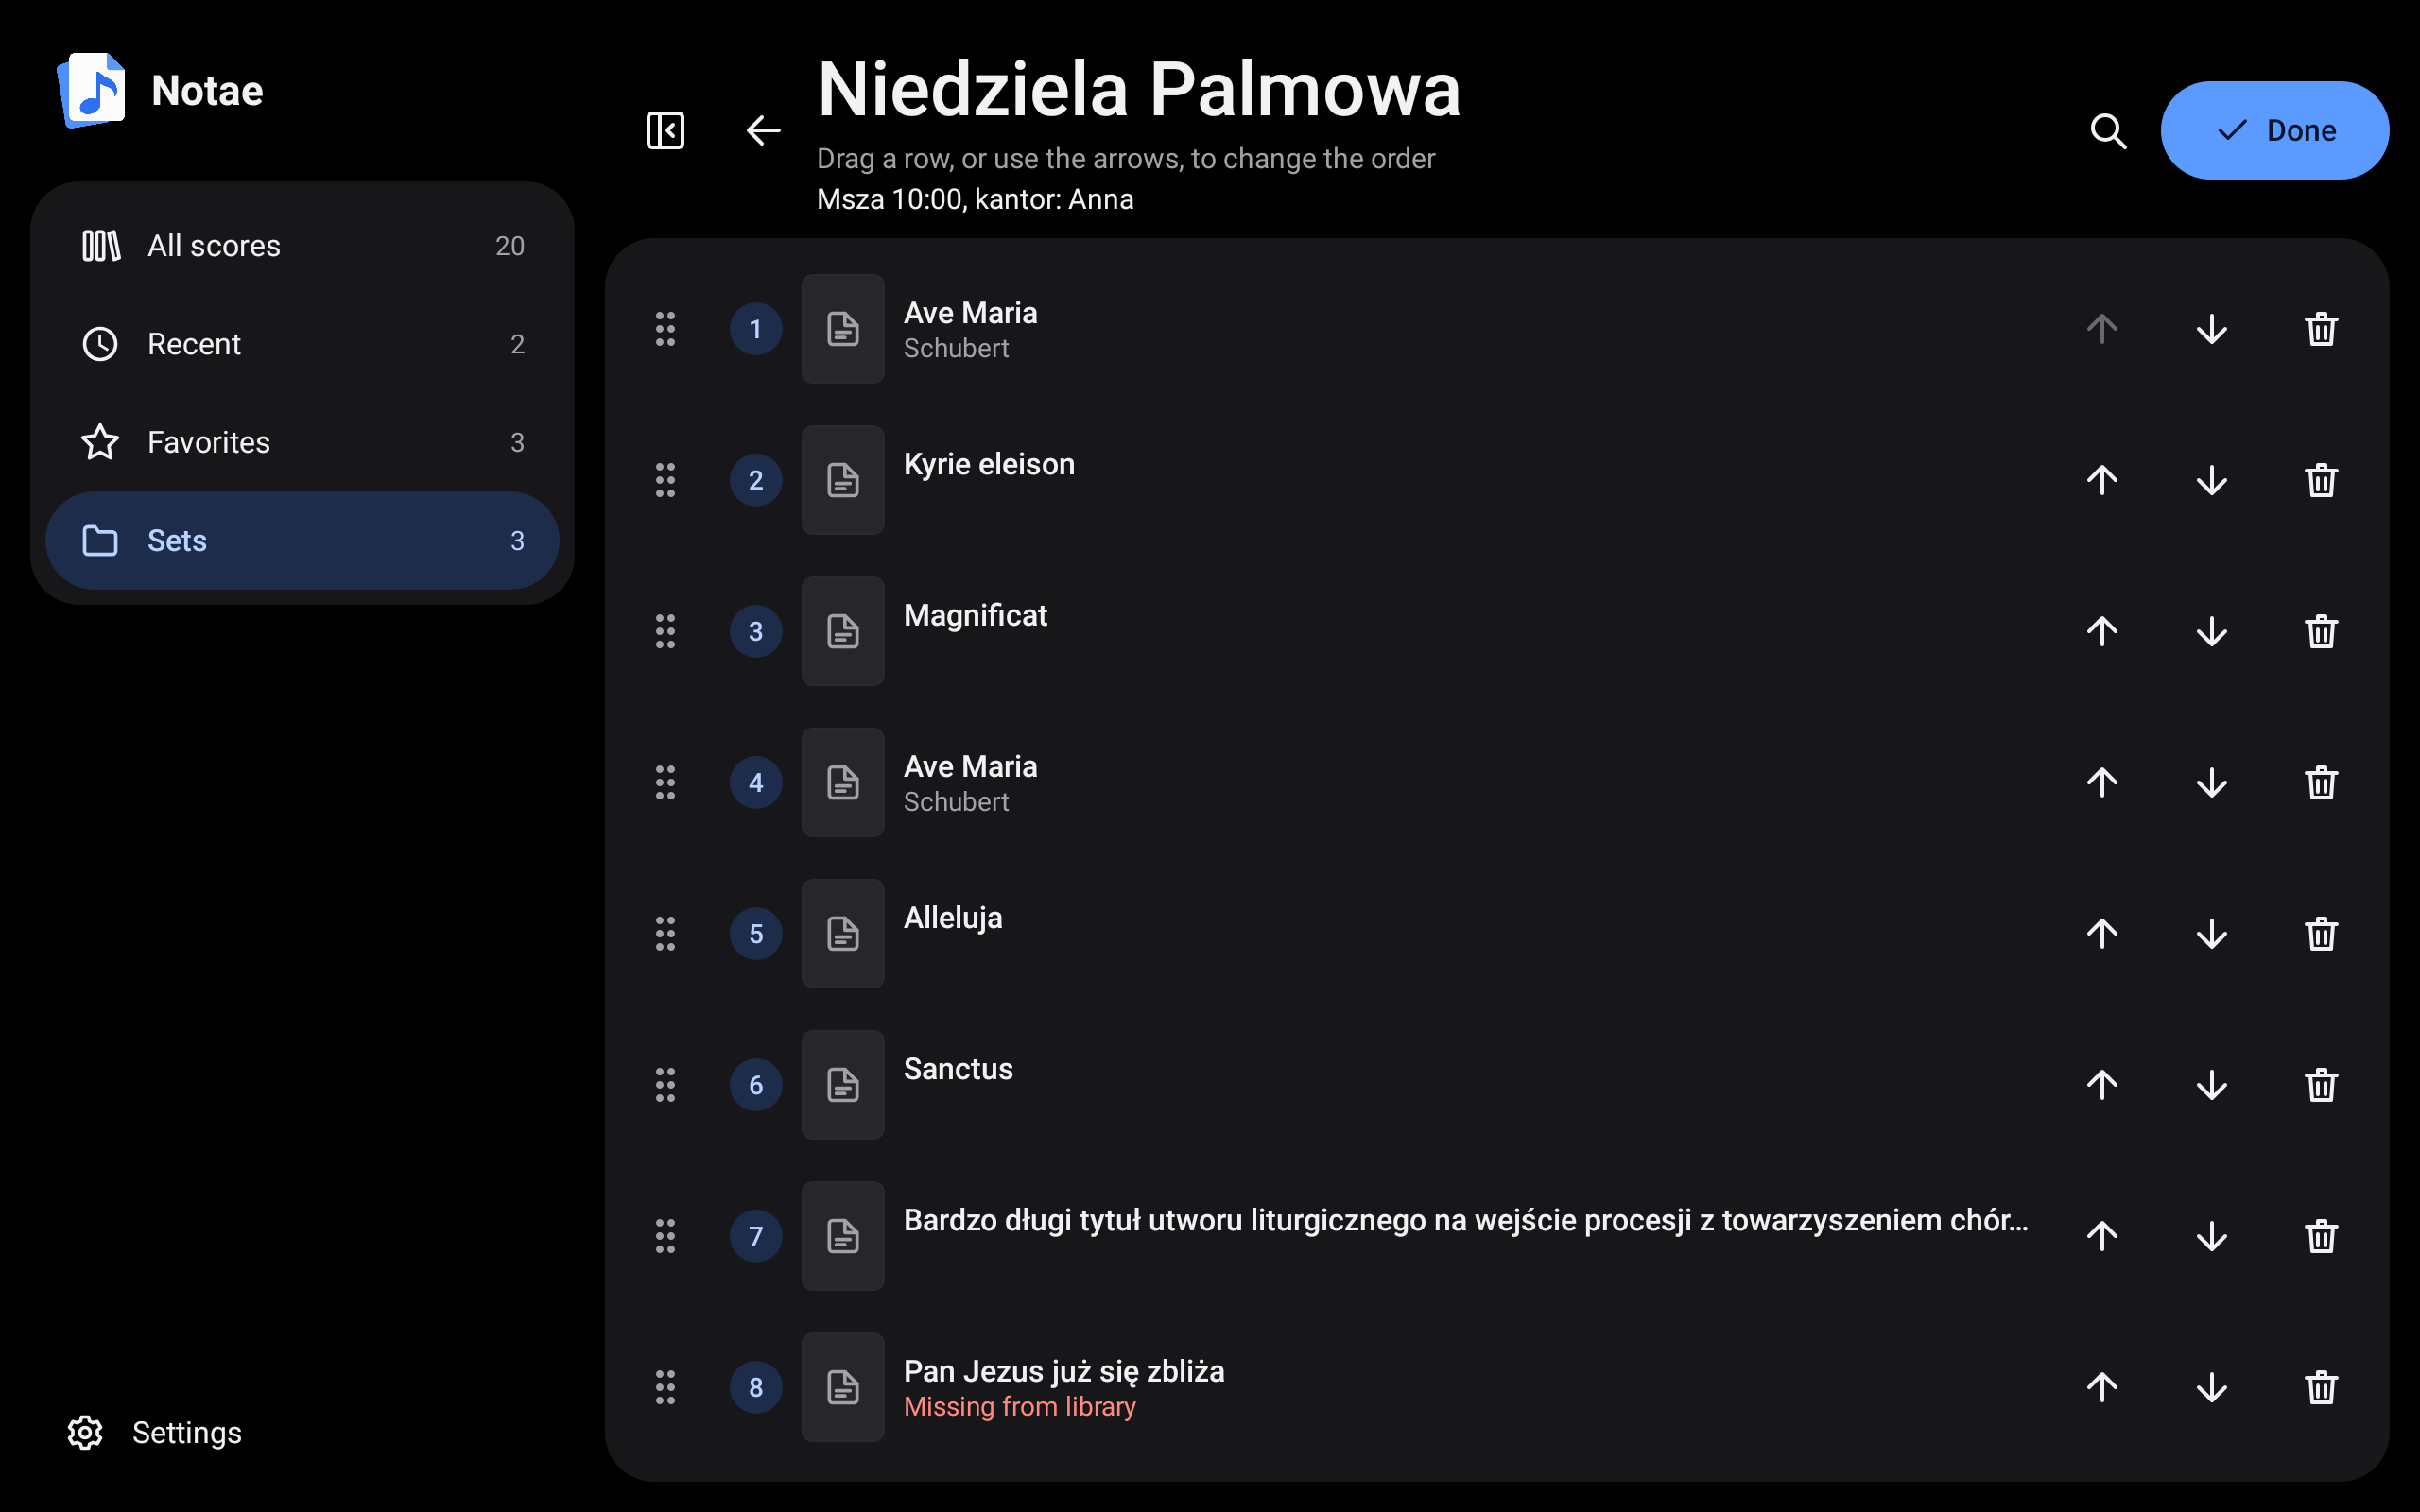 Notae
All scores 20
Recent 2
Favorites 3
Sets 3
Settings
Niedziela Palmowa
Drag a row, or use the arrows, to change the order
Msza 10:00, kantor: Anna
Done
1 Ave Maria
Schubert
2 Kyrie eleison
3 Magnificat
4 Ave Maria
Schubert
5 Alleluja
6 Sanctus
7 Bardzo długi tytuł utworu liturgicznego na wejście procesji z towarzyszeniem chór…
8 Pan Jezus już się zbliża
Missing from library